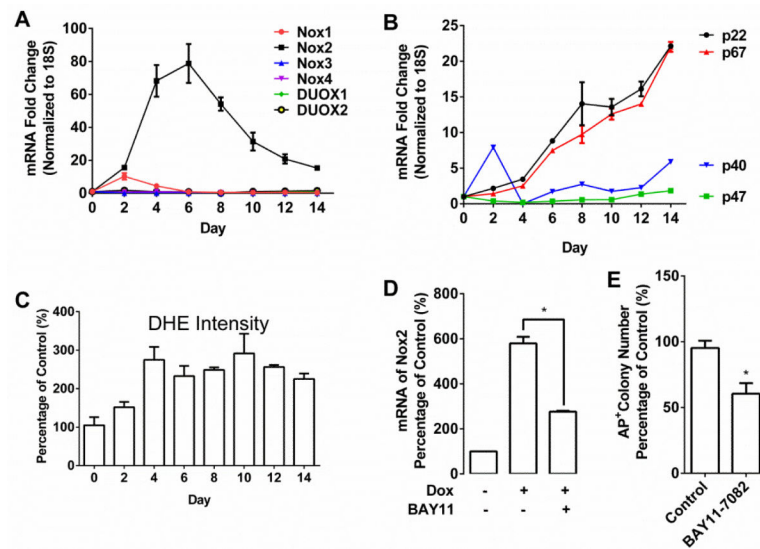 A
mRNA Fold Change
(Normalized to 18S)
100
80
60
40
20
0
0 2 4 6 8 10 12 14
Day
Nox1
Nox2
Nox3
Nox4
DUOX1
DUOX2
B
mRNA Fold Change
(Normalized to 18S)
25
20
15
10
5
0
0 2 4 6 8 10 12 14
Day
p22
p67
p40
p47
C
DHE Intensity
Percentage of Control (%)
400
300
200
100
0
0 2 4 6 8 10 12 14
Day
D
mRNA of Nox2
Percentage of Control (%)
800
600
400
200
0
*
Dox - + +
BAY11 - - +
E
AP+Colony Number
Percentage of Control (%)
150
100
50
0
*
Control
BAY11-7082